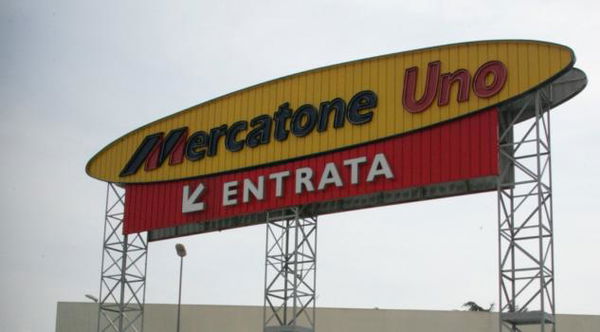 Mercatone Uno
↙ ENTRATA